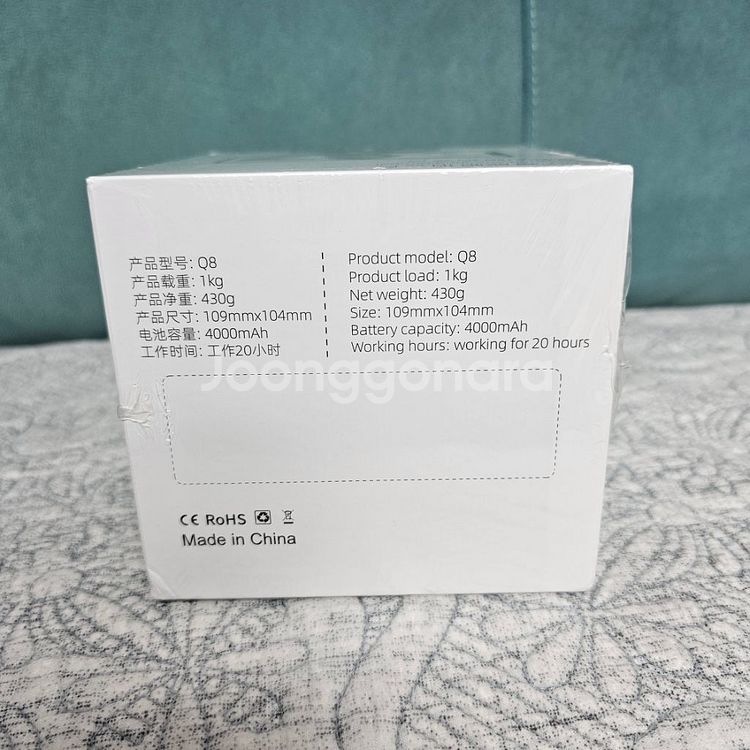 产品型号: Q8
产品载重: 1kg
产品净重: 430g
产品尺寸: 109mmx104mm
电池容量: 4000mAh
工作时间: 工作20小时
Product model: Q8
Product load: 1kg
Net weight: 430g
Size: 109mmx104mm
Battery capacity: 4000mAh
Working hours: working for 20 hours
Joonggonara
CE RoHS
Made in China